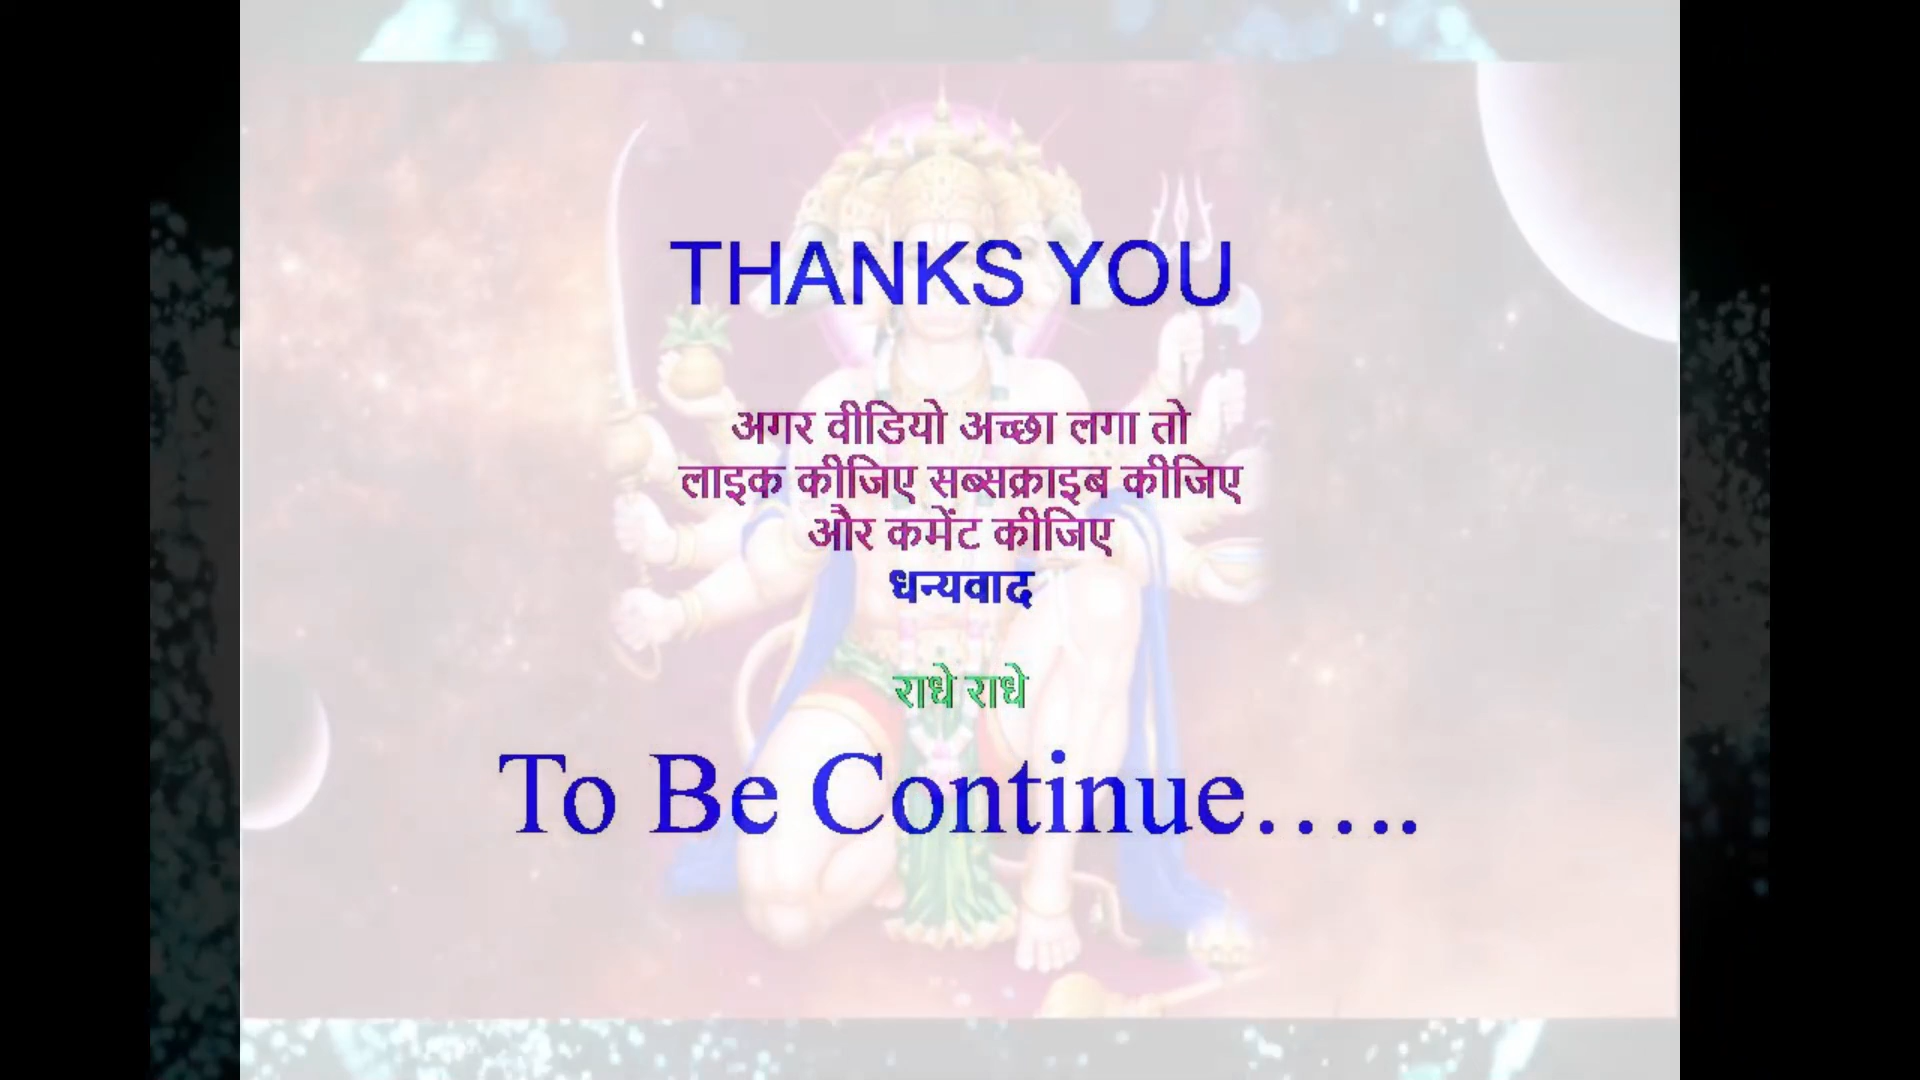 THANKS YOU
अगर वीडियो अच्छा लगा तो
लाइक कीजिए सब्सक्राइब कीजिए
और कमेंट कीजिए
धन्यवाद
राधे राधे
To Be Continue…..